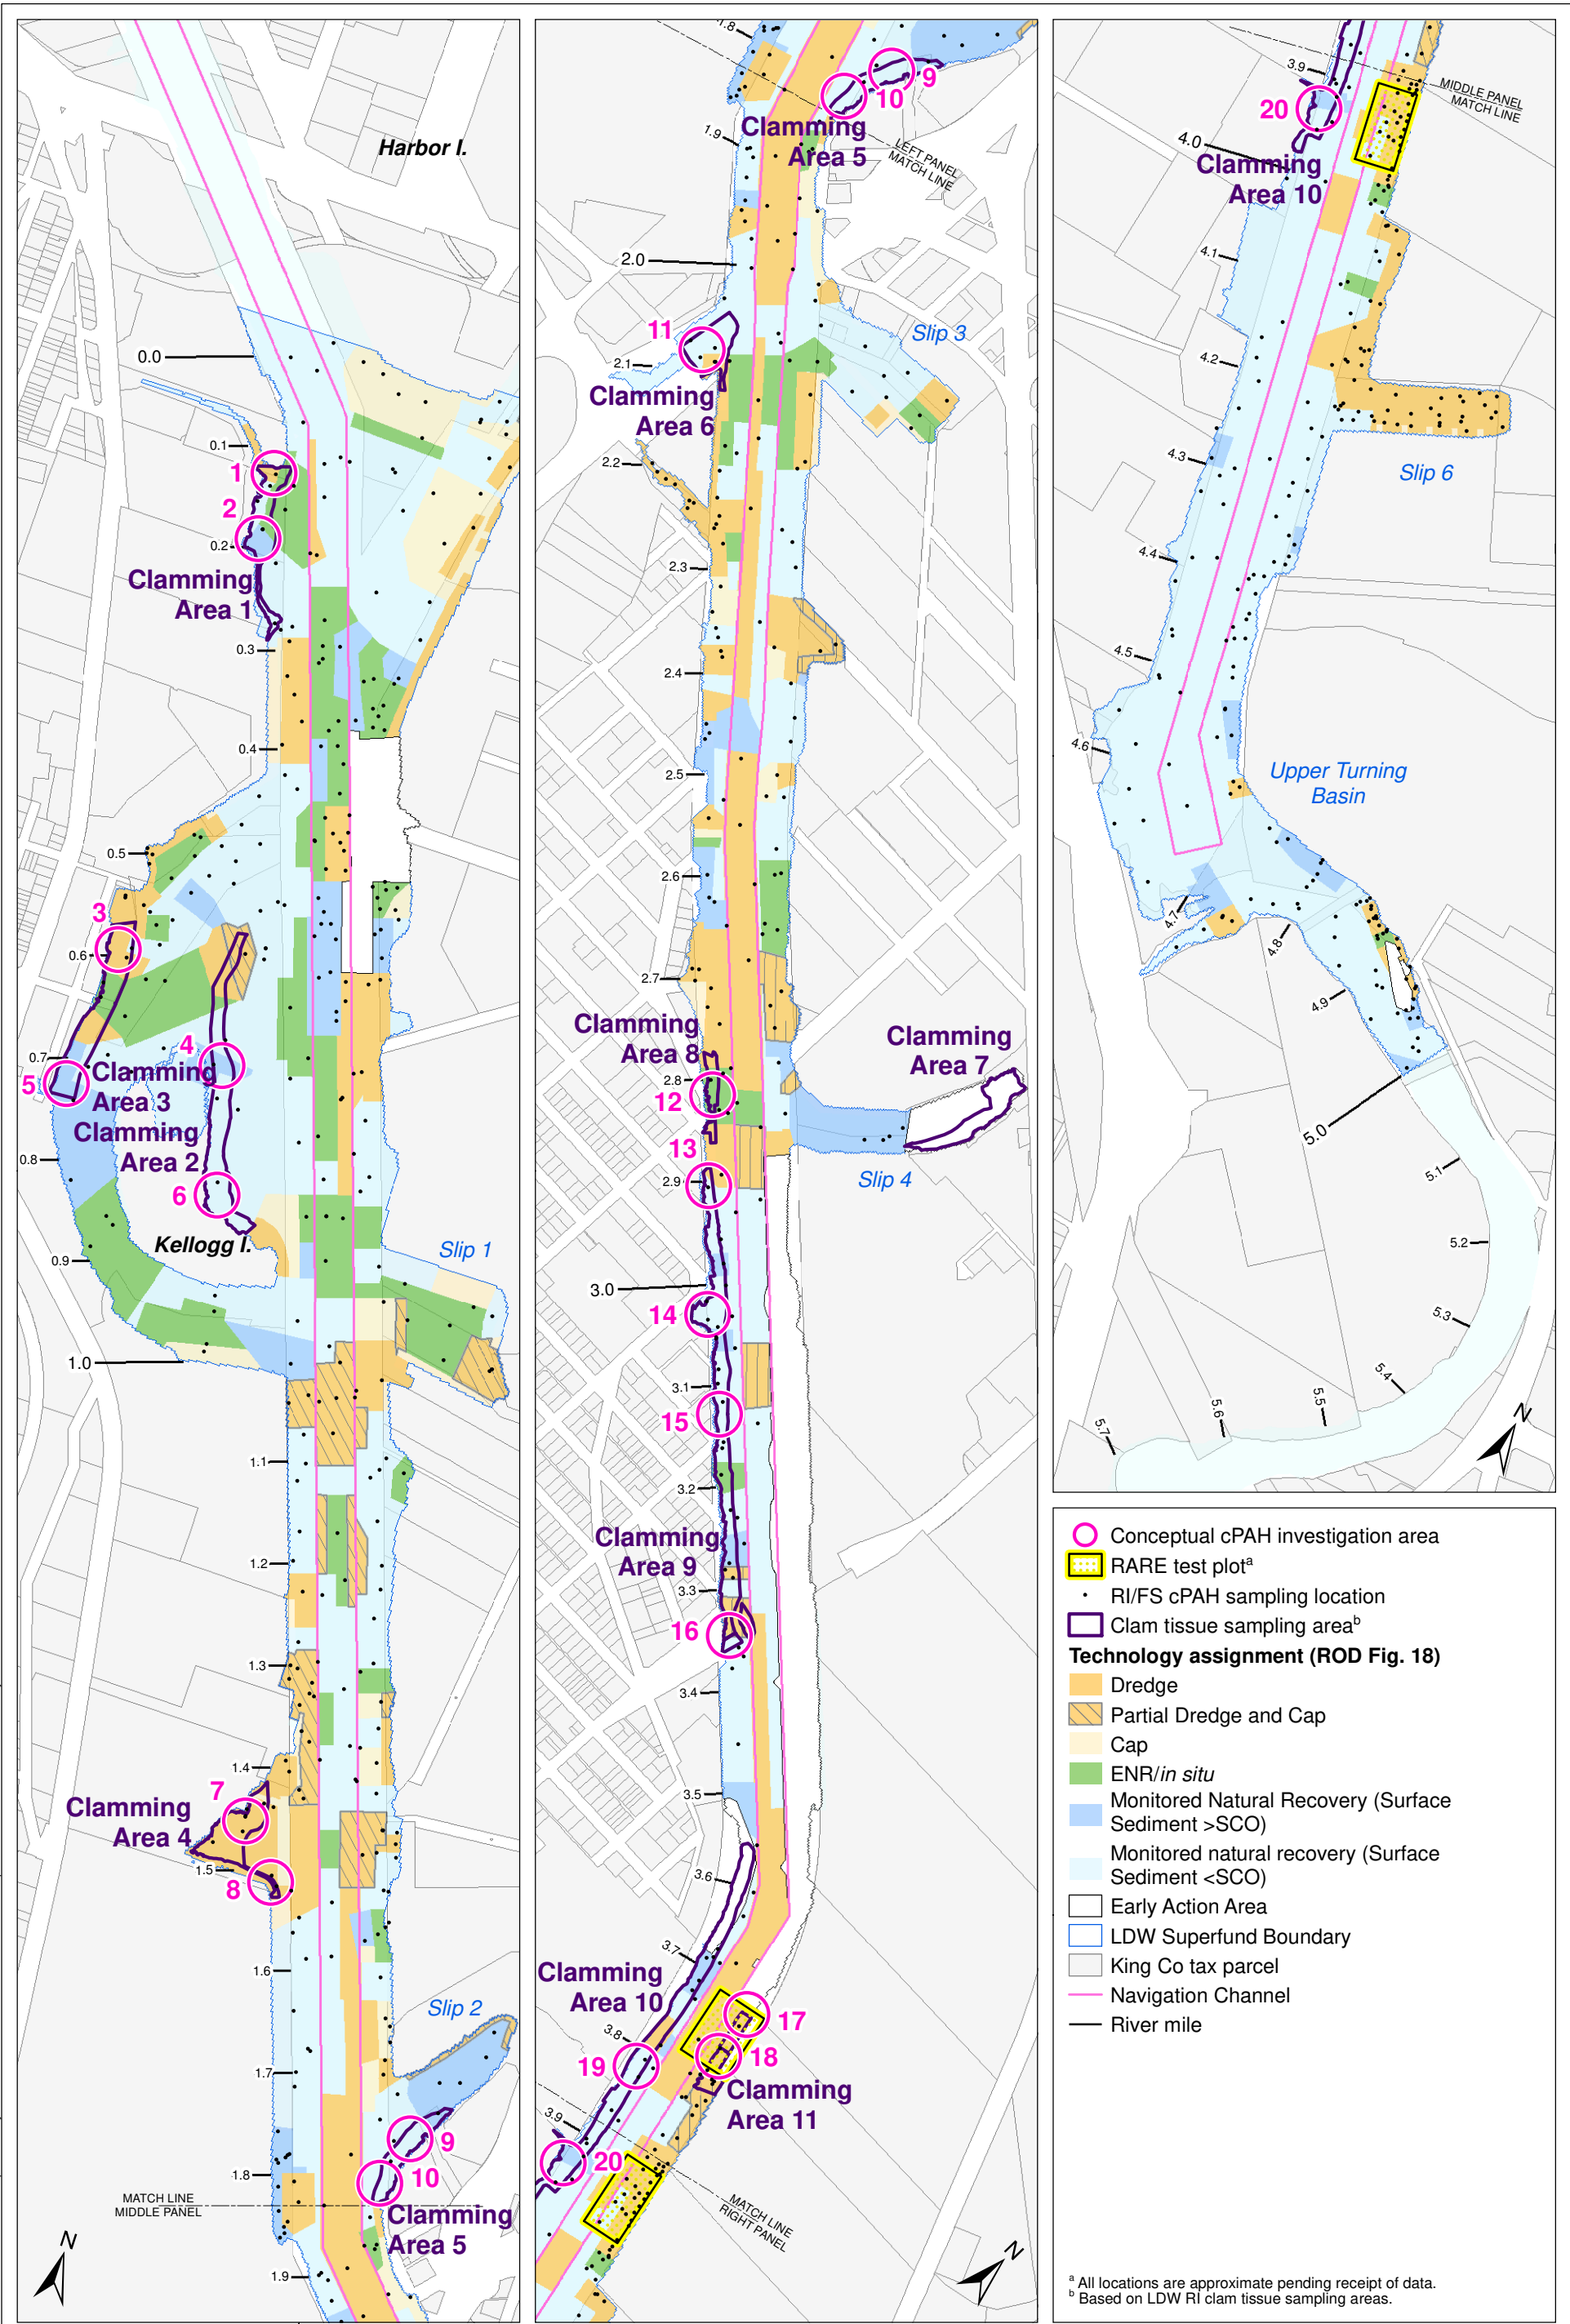 Harbor I.
0.0
0.1
1
2
0.2
Clamming
Area 1
0.3
0.4
0.5
3
0.6
0.7
4
5
Clamming
Area 3
Clamming
Area 2
0.8
6
Kellogg I.
0.9
Slip 1
1.0
1.1
1.2
1.3
1.4
7
Clamming
Area 4
1.5
8
1.6
Slip 2
1.7
9
1.8
10
MATCH LINE
MIDDLE PANEL
Clamming
Area 5
1.9
N
1.8
9
10
Clamming
Area 5
1.9
LEFT PANEL
MATCH LINE
2.0
11
Slip 3
2.1
Clamming
Area 6
2.2
2.3
2.4
2.5
2.6
2.7
Clamming
Area 8
Clamming
Area 7
2.8
12
13
2.9
Slip 4
3.0
14
3.1
15
3.2
Clamming
Area 9
3.3
16
3.4
3.5
3.6
3.7
Clamming
Area 10
17
3.8
18
19
Clamming
Area 11
3.9
20
MATCH LINE
RIGHT PANEL
N
3.9
MIDDLE PANEL
MATCH LINE
20
4.0
Clamming
Area 10
4.1
4.2
4.3
Slip 6
4.4
4.5
4.6
Upper Turning
Basin
4.7
4.8
4.9
5.0
5.1
5.2
5.3
5.4
5.5
5.6
5.7
N
Conceptual cPAH investigation area
RARE test plotᵃ
RI/FS cPAH sampling location
Clam tissue sampling areaᵇ
Technology assignment (ROD Fig. 18)
Dredge
Partial Dredge and Cap
Cap
ENR/in situ
Monitored Natural Recovery (Surface
Sediment >SCO)
Monitored natural recovery (Surface
Sediment <SCO)
Early Action Area
LDW Superfund Boundary
King Co tax parcel
Navigation Channel
River mile
ᵃ All locations are approximate pending receipt of data.
ᵇ Based on LDW RI clam tissue sampling areas.